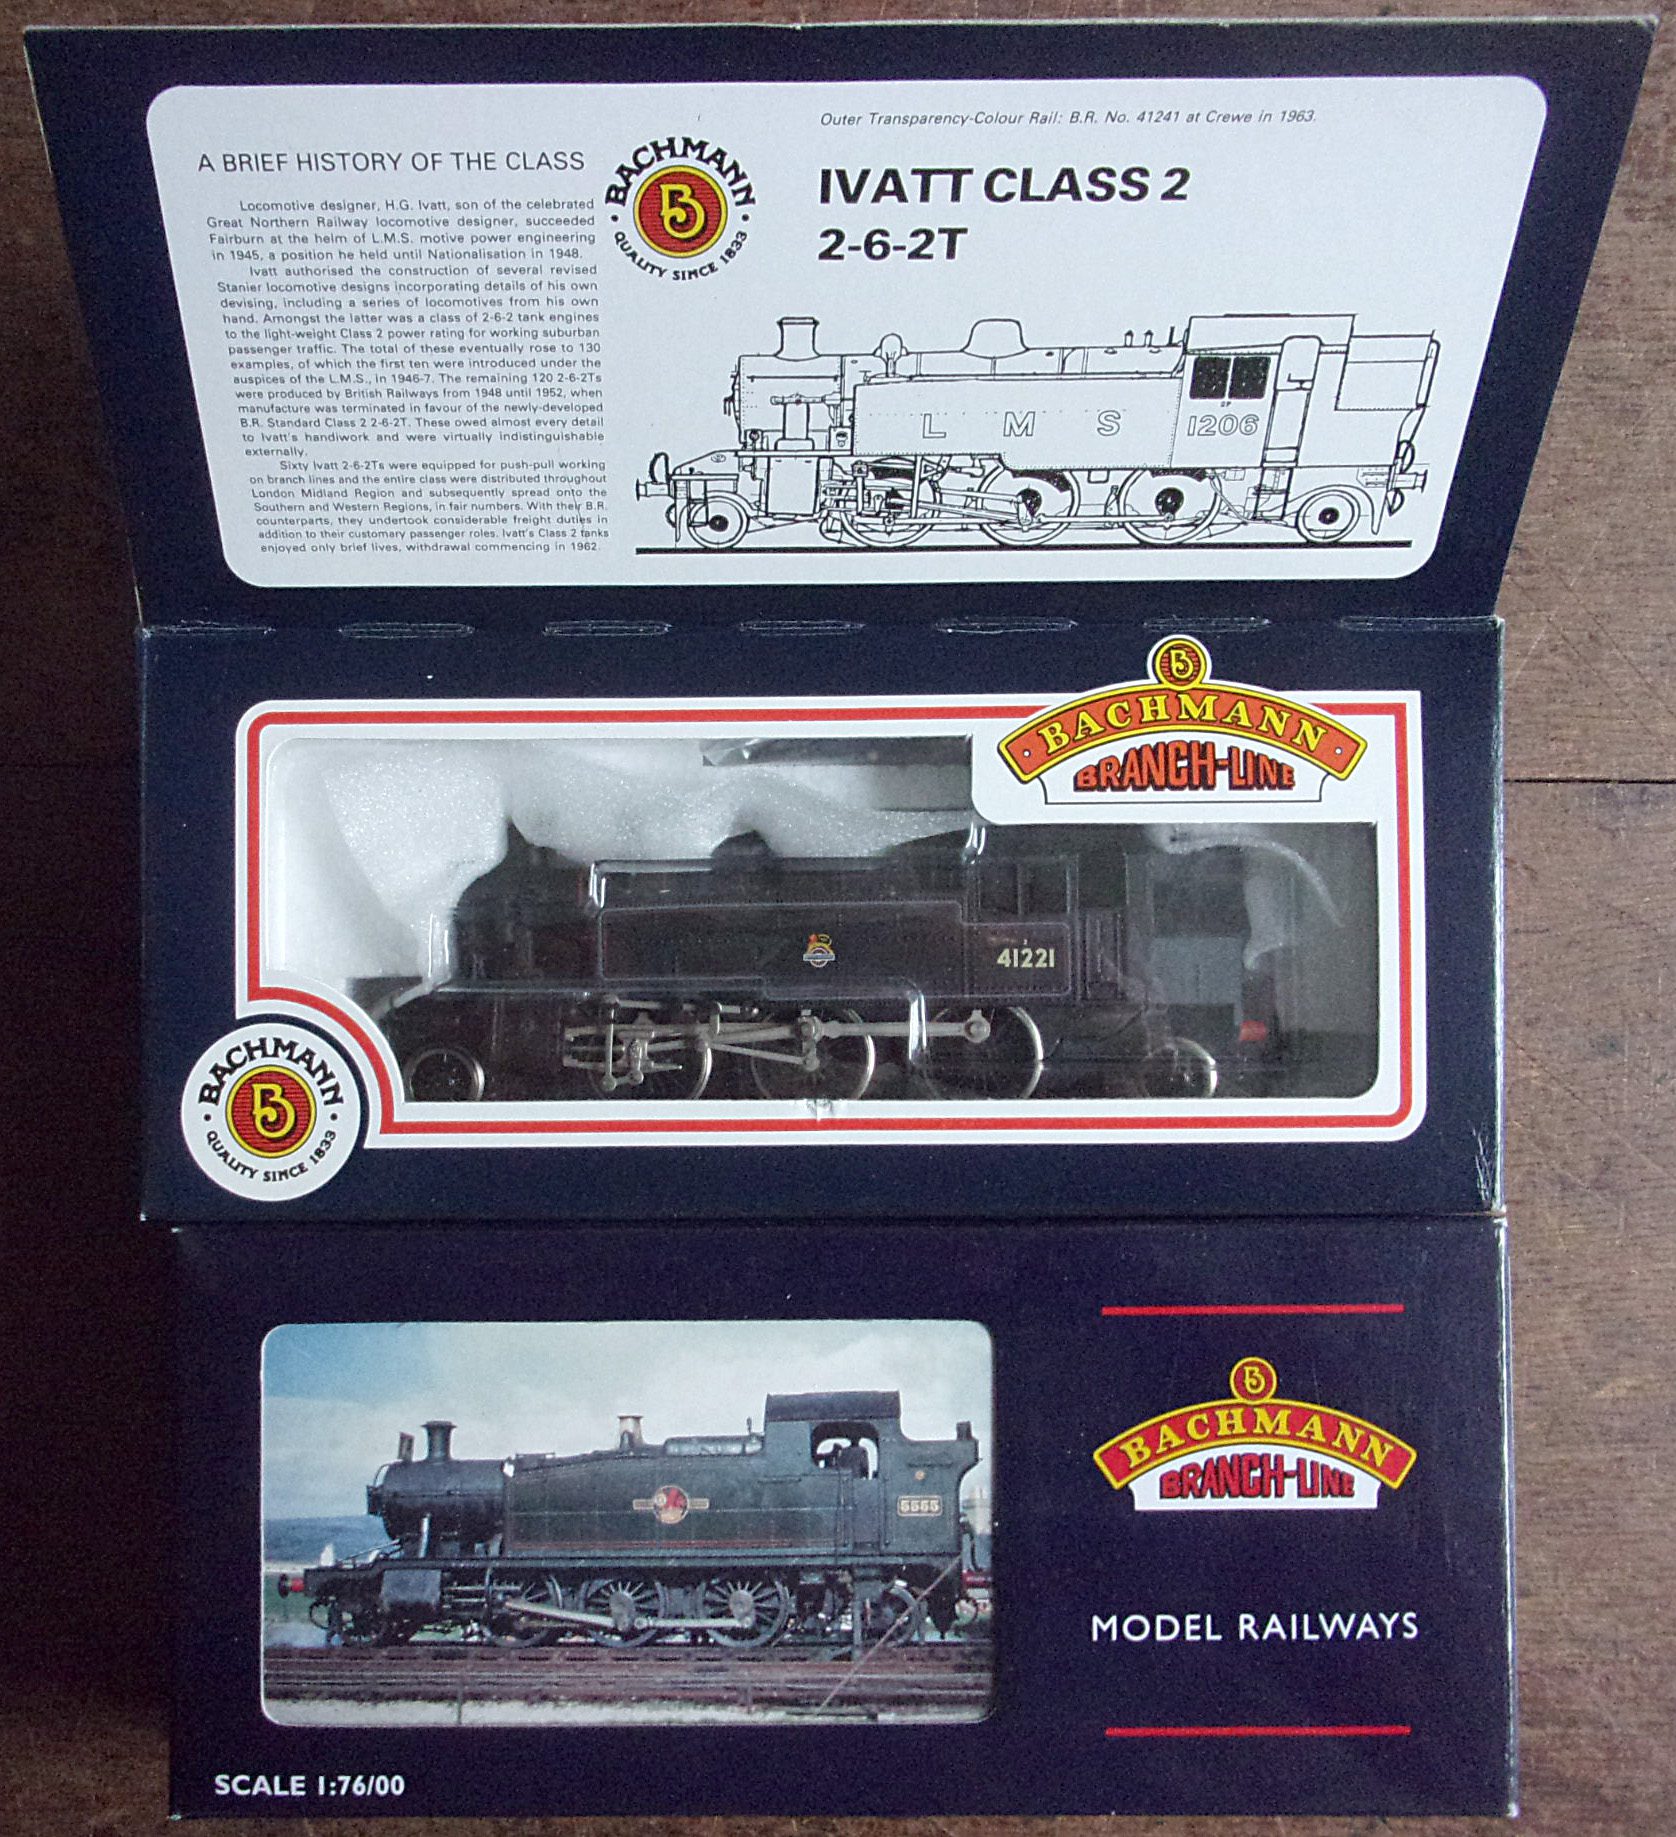 Outer Transparency-Colour Rail: B.R. No. 41241 at Crewe in 1963.
A BRIEF HISTORY OF THE CLASS
Locomotive designer, H.G. Ivatt, son of the celebrated
Great Northern Railway locomotive designer, succeeded
Fairburn at the helm of L.M.S. motive power engineering
in 1945, a position he held until Nationalisation in 1948.
Ivatt authorised the construction of several revised
Stanier locomotive designs incorporating details of his own
devising, including a series of locomotives from his own
hand. Amongst the latter was a class of 2-6-2 tank engines
to the light-weight Class 2 power rating for working suburban
passenger traffic. The total of these eventually rose to 130
examples, of which the first ten were introduced under the
auspices of the L.M.S., in 1946-7. The remaining 120 2-6-2Ts
were produced by British Railways from 1948 until 1952, when
manufacture was terminated in favour of the newly-developed
B.R. Standard Class 2 2-6-2T. These owed almost every detail
to Ivatt's handiwork and were virtually indistinguishable
externally.
Sixty Ivatt 2-6-2Ts were equipped for push-pull working
on branch lines and the entire class were distributed throughout
London Midland Region and subsequently spread onto the
Southern and Western Regions, in fair numbers. With their B.R.
counterparts, they undertook considerable freight duties in
addition to their customary passenger roles. Ivatt's Class 2 tanks
enjoyed only brief lives, withdrawal commencing in 1962.
BACHMANN
B
QUALITY SINCE 1833
IVATT CLASS 2
2-6-2T
L M S 1206
2P
B
BACHMANN
BRANCH-LINE
41221
BACHMANN
B
QUALITY SINCE 1833
5555
B
BACHMANN
BRANCH-LINE
MODEL RAILWAYS
SCALE 1:76/00